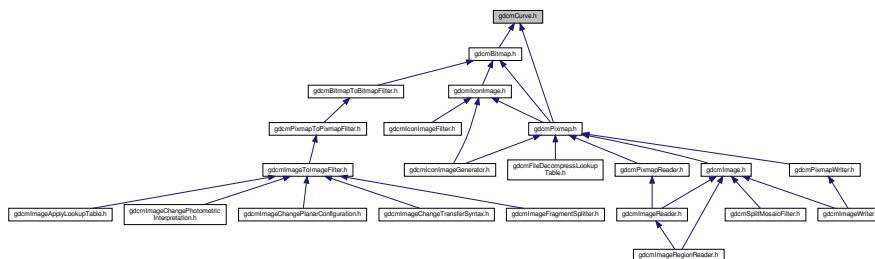 gdcmCurve.h
gdcmBitmap.h
gdcmBitmapToBitmapFilter.h
gdcmIconImage.h
gdcmPixmapToPixmapFilter.h
gdcmIconImageFilter.h
gdcmPixmap.h
gdcmImageToImageFilter.h
gdcmIconImageGenerator.h
gdcmFileDecompressLookup
Table.h
gdcmPixmapReader.h
gdcmImage.h
gdcmPixmapWriter.h
gdcmImageApplyLookupTable.h
gdcmImageChangePhotometric
Interpretation.h
gdcmImageChangePlanarConfiguration.h
gdcmImageChangeTransferSyntax.h
gdcmImageFragmentSplitter.h
gdcmImageReader.h
gdcmSplitMosaicFilter.h
gdcmImageWriter.h
gdcmImageRegionReader.h